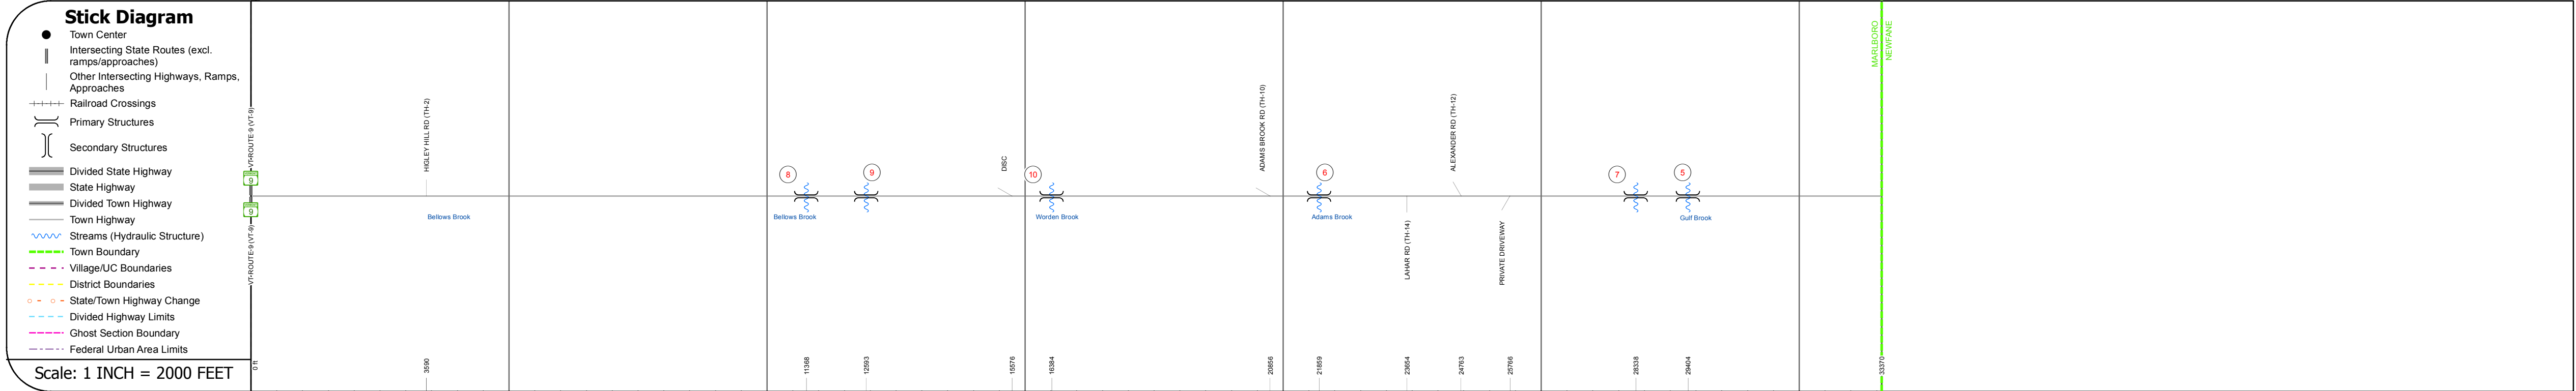 Stick Diagram
Town Center
Intersecting State Routes (excl.
ramps/approaches)
Other Intersecting Highways, Ramps,
Approaches
Railroad Crossings
Primary Structures
Secondary Structures
Divided State Highway
State Highway
Divided Town Highway
Town Highway
Streams (Hydraulic Structure)
Town Boundary
Village/UC Boundaries
District Boundaries
State/Town Highway Change
Divided Highway Limits
Ghost Section Boundary
Federal Urban Area Limits
Scale: 1 INCH = 2000 FEET
VT-ROUTE-9 (VT-9)
9
9
VT-ROUTE-9 (VT-9)
HIGLEY HILL RD (TH-2)
Bellows Brook
8
Bellows Brook
9
DISC
10
Worden Brook
ADAMS BROOK RD (TH-10)
6
Adams Brook
LAHAR RD (TH-14)
ALEXANDER RD (TH-12)
PRIVATE DRIVEWAY
7
5
Gulf Brook
MARLBORO
NEWFANE
0 ft
3590
11368
12593
15576
16384
20856
21859
23654
24763
25766
28338
29404
33370